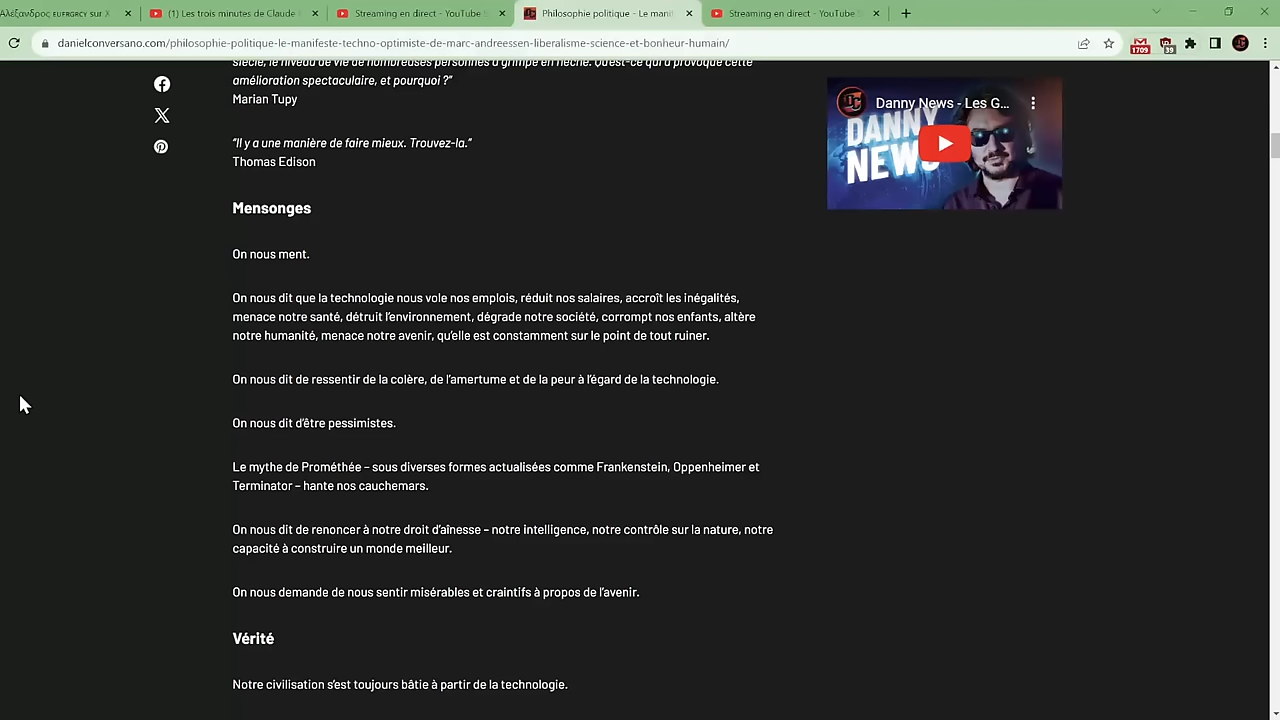 Αλέξανδρος ᴇᴜᴇʀɢᴇᴄʏ sur X
(1) Les trois minutes de Claude
Streaming en direct - YouTube S
Philosophie politique - Le mani
Streaming en direct - YouTube S
danielconversano.com/philosophie-politique-le-manifeste-techno-optimiste-de-marc-andreessen-liberalisme-science-et-bonheur-humain/
1709
39
siècle, le niveau de vie de nombreuses personnes a grimpé en flèche. Qu'est-ce qui a provoqué cette
amélioration spectaculaire, et pourquoi ?"
Marian Tupy
"Il y a une manière de faire mieux. Trouvez-la."
Thomas Edison
Mensonges
On nous ment.
On nous dit que la technologie nous vole nos emplois, réduit nos salaires, accroît les inégalités,
menace notre santé, détruit l'environnement, dégrade notre société, corrompt nos enfants, altère
notre humanité, menace notre avenir, qu'elle est constamment sur le point de tout ruiner.
On nous dit de ressentir de la colère, de l'amertume et de la peur à l'égard de la technologie.
On nous dit d'être pessimistes.
Le mythe de Prométhée – sous diverses formes actualisées comme Frankenstein, Oppenheimer et
Terminator – hante nos cauchemars.
On nous dit de renoncer à notre droit d'aînesse – notre intelligence, notre contrôle sur la nature, notre
capacité à construire un monde meilleur.
On nous demande de nous sentir misérables et craintifs à propos de l'avenir.
Vérité
Notre civilisation s'est toujours bâtie à partir de la technologie.
Danny News - Les G...
DANNY
NEWS